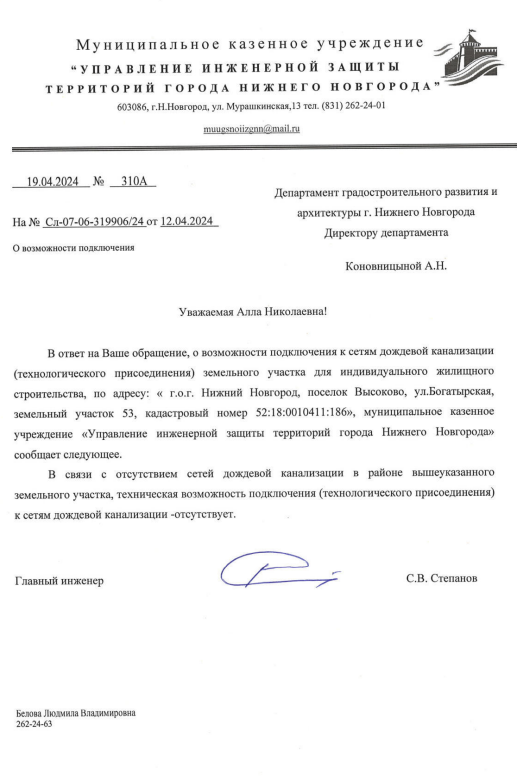 Муниципальное казенное учреждение
“УПРАВЛЕНИЕ ИНЖЕНЕРНОЙ ЗАЩИТЫ
ТЕРРИТОРИЙ ГОРОДА НИЖНЕГО НОВГОРОДА”
603086, г.Н.Новгород, ул. Мурашкинская,13 тел. (831) 262-24-01
muugsnoiizgnn@mail.ru
19.04.2024 № 310А
На № Сл-07-06-319906/24 от 12.04.2024
О возможности подключения
Департамент градостроительного развития и
архитектуры г. Нижнего Новгорода
Директору департамента
Коновницыной А.Н.
Уважаемая Алла Николаевна!
В ответ на Ваше обращение, о возможности подключения к сетям дождевой канализации
(технологического присоединения) земельного участка для индивидуального жилищного
строительства, по адресу: « г.о.г. Нижний Новгород, поселок Высоково, ул.Богатырская,
земельный участок 53, кадастровый номер 52:18:0010411:186», муниципальное казенное
учреждение «Управление инженерной защиты территорий города Нижнего Новгорода»
сообщает следующее.
В связи с отсутствием сетей дождевой канализации в районе вышеуказанного
земельного участка, техническая возможность подключения (технологического присоединения)
к сетям дождевой канализации -отсутствует.
Главный инженер
С.В. Степанов
Белова Людмила Владимировна
262-24-63